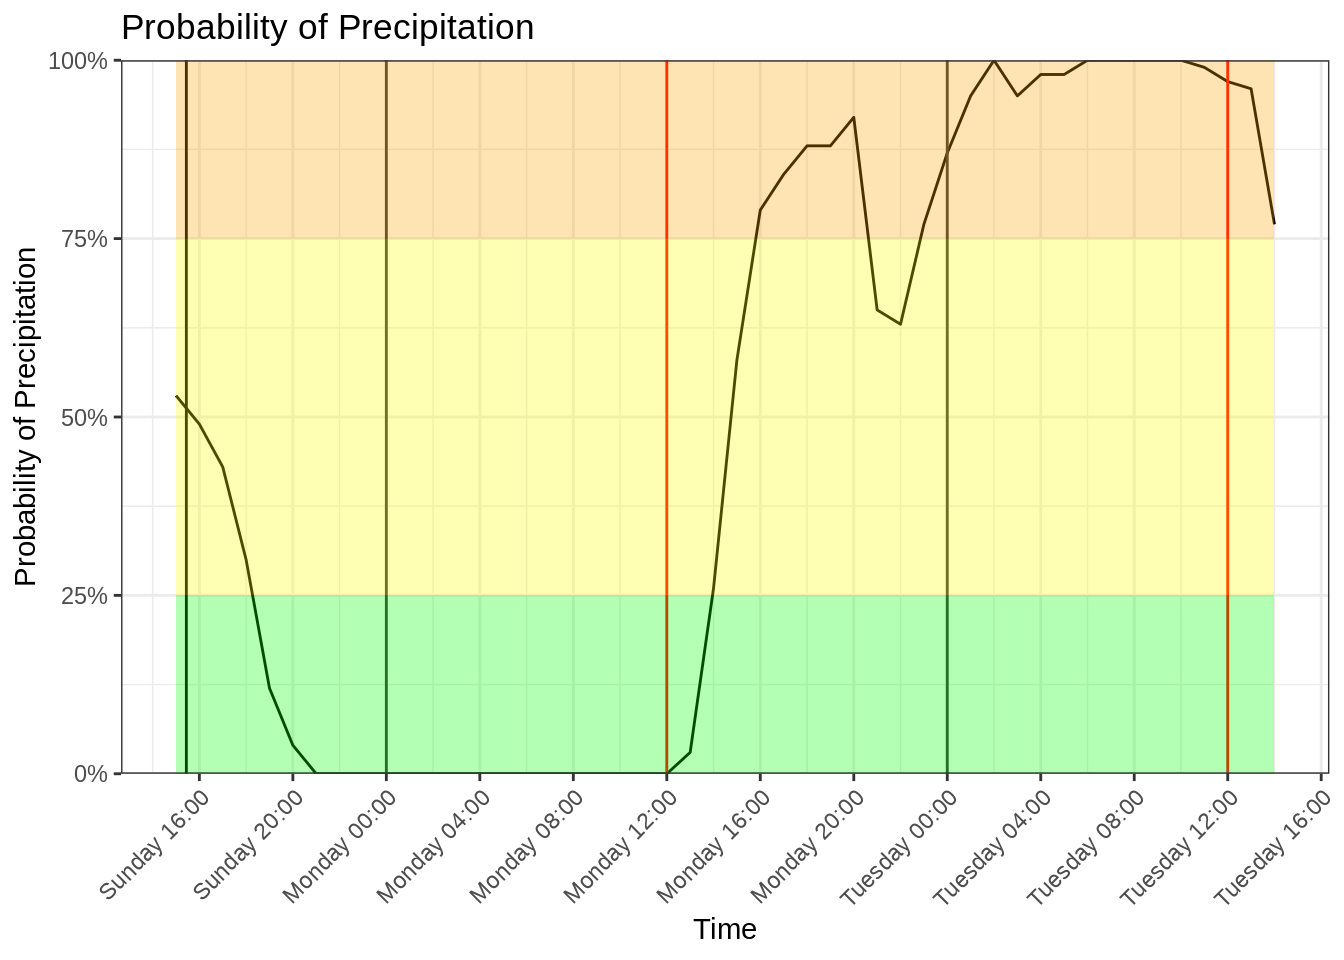 Probability of Precipitation
Probability of Precipitation
100%
75%
50%
25%
0%
Sunday 16:00
Sunday 20:00
Monday 00:00
Monday 04:00
Monday 08:00
Monday 12:00
Monday 16:00
Monday 20:00
Tuesday 00:00
Tuesday 04:00
Tuesday 08:00
Tuesday 12:00
Tuesday 16:00
Time